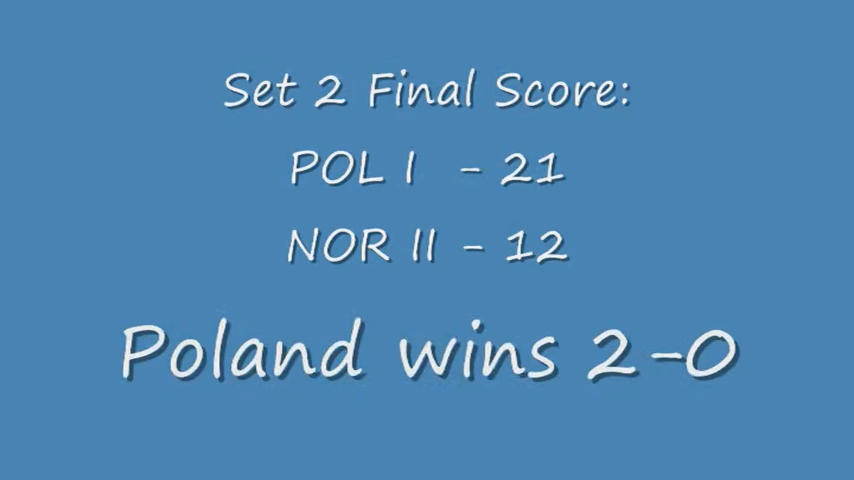 Set 2 Final Score:
POL I - 21
NOR II - 12
Poland wins 2-0